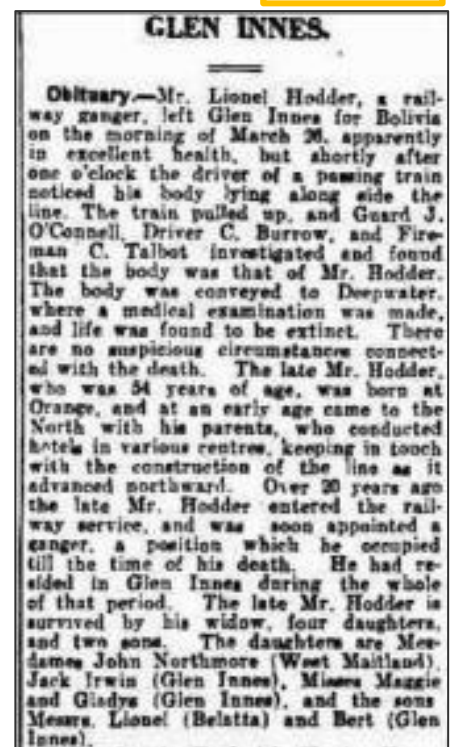 GLEN INNES.
Obituary.—Mr. Lionel Hodder, a rail-
way ganger, left Glen Innes for Bolivia
on the morning of March 26, apparently
in excellent health, but shortly after
one o'clock the driver of a passing train
noticed his body lying along side the
line. The train pulled up, and Guard J.
O'Connell, Driver C. Burrow, and Fire-
man C. Talbot investigated and found
that the body was that of Mr. Hodder.
The body was conveyed to Deepwater,
where a medical examination was made,
and life was found to be extinct. There
are no suspicious circumstances connect-
ed with the death. The late Mr. Hodder,
who was 54 years of age, was born at
Orange, and at an early age came to the
North with his parents, who conducted
hotels in various centres, keeping in touch
with the construction of the line as it
advanced northward. Over 20 years ago
the late Mr. Hodder entered the rail-
way service, and was soon appointed a
ganger, a position which he occupied
till the time of his death. He had re-
sided in Glen Innes during the whole
of that period. The late Mr. Hodder is
survived by his widow, four daughters,
and two sons. The daughters are Mes-
dames John Northmore (West Maitland),
Jack Irwin (Glen Innes), Misses Maggie
and Gladys (Glen Innes), and the sons
Messrs. Lionel (Belatta) and Bert (Glen
Innes).